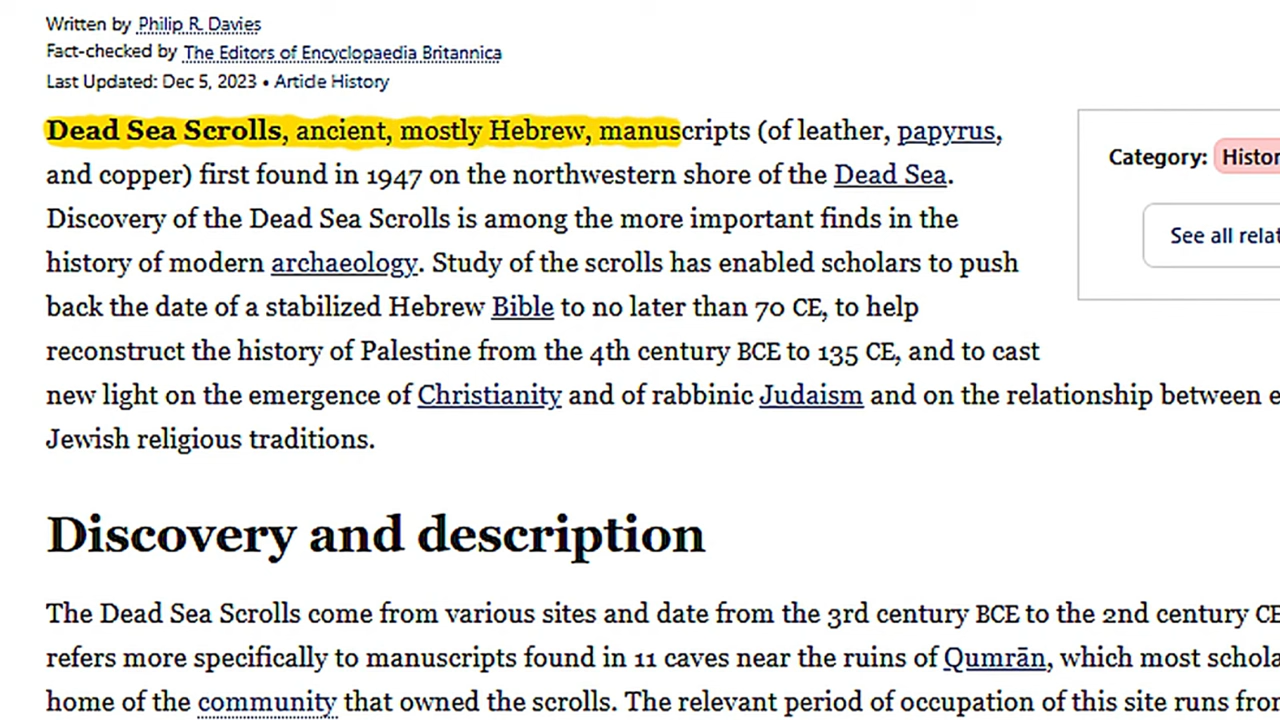 Written by Philip R. Davies
Fact-checked by The Editors of Encyclopaedia Britannica
Last Updated: Dec 5, 2023 • Article History
Dead Sea Scrolls, ancient, mostly Hebrew, manuscripts (of leather, papyrus,
and copper) first found in 1947 on the northwestern shore of the Dead Sea.
Discovery of the Dead Sea Scrolls is among the more important finds in the
history of modern archaeology. Study of the scrolls has enabled scholars to push
back the date of a stabilized Hebrew Bible to no later than 70 CE, to help
reconstruct the history of Palestine from the 4th century BCE to 135 CE, and to cast
new light on the emergence of Christianity and of rabbinic Judaism and on the relationship between
Jewish religious traditions.
Category:
See all
Discovery and description
The Dead Sea Scrolls come from various sites and date from the 3rd century BCE to the 2nd century CE
refers more specifically to manuscripts found in 11 caves near the ruins of Qumrān, which most
home of the community that owned the scrolls. The relevant period of occupation of this site runs